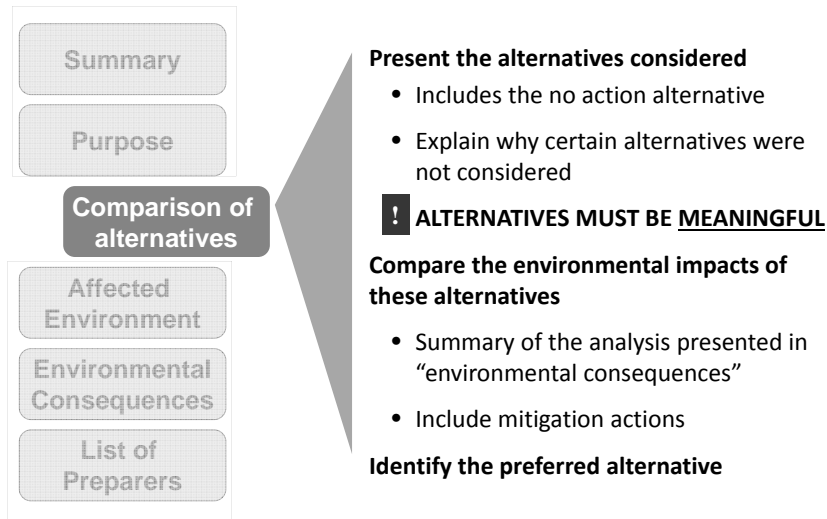 Summary
Purpose
Comparison of
alternatives
Affected
Environment
Environmental
Consequences
List of
Preparers
Present the alternatives considered
• Includes the no action alternative
• Explain why certain alternatives were
not considered
! ALTERNATIVES MUST BE MEANINGFUL
Compare the environmental impacts of
these alternatives
• Summary of the analysis presented in
“environmental consequences”
• Include mitigation actions
Identify the preferred alternative